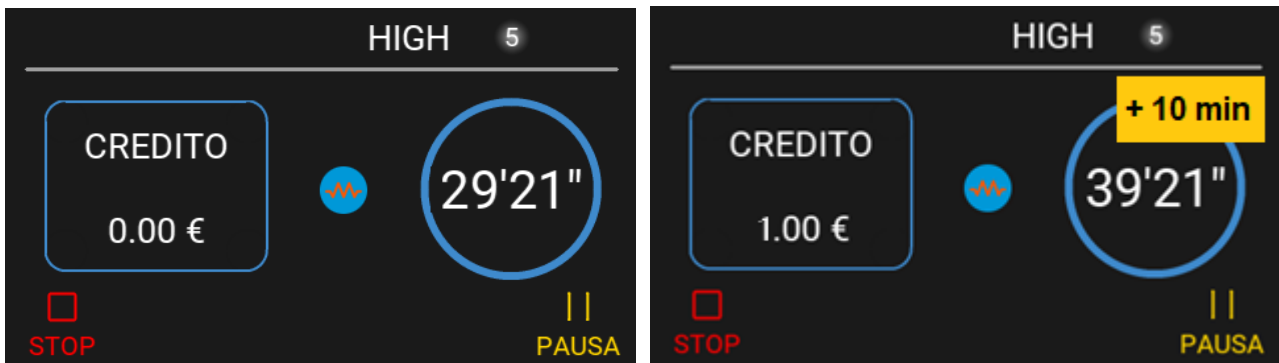 HIGH 5
CREDITO
0.00 €
29'21"
STOP
PAUSA
HIGH 5
+ 10 min
CREDITO
1.00 €
39'21"
STOP
PAUSA